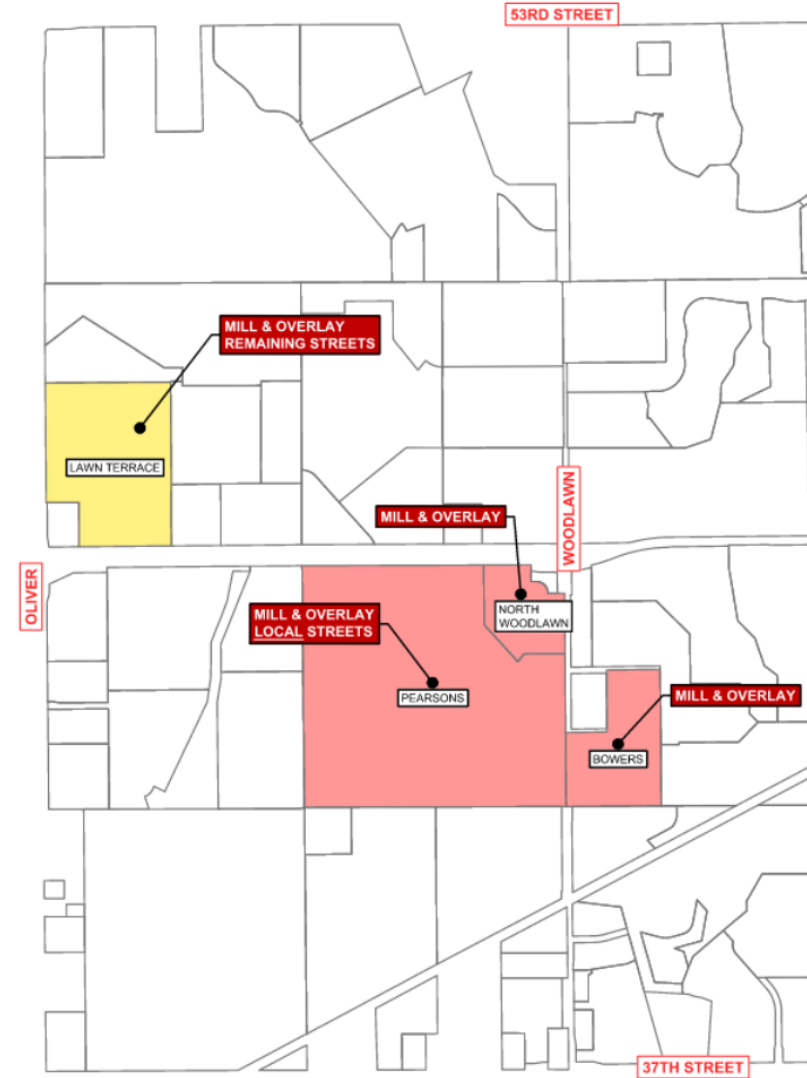 53RD STREET
MILL & OVERLAY
REMAINING STREETS
LAWN TERRACE
MILL & OVERLAY
WOODLAWN
OLIVER
MILL & OVERLAY
LOCAL STREETS
NORTH
WOODLAWN
PEARSONS
MILL & OVERLAY
BOWERS
37TH STREET